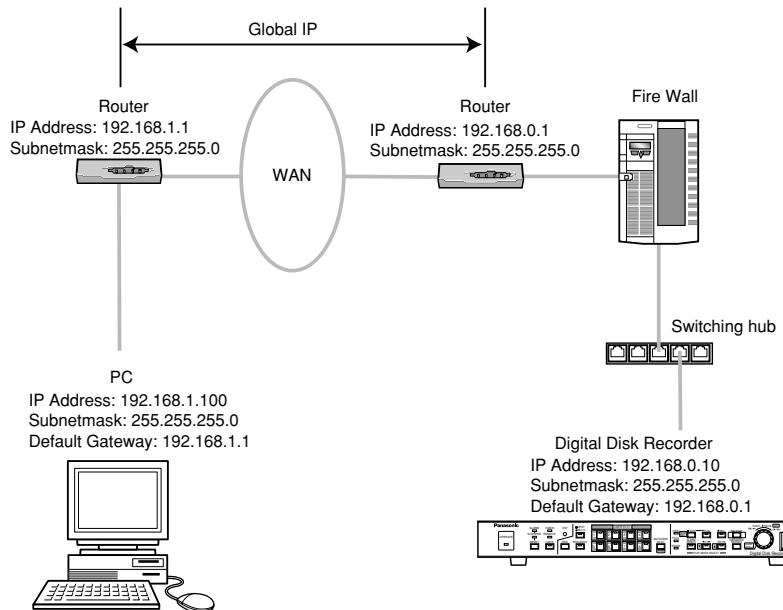 Global IP
Router
IP Address: 192.168.1.1
Subnetmask: 255.255.255.0
WAN
Router
IP Address: 192.168.0.1
Subnetmask: 255.255.255.0
Fire Wall
Switching hub
PC
IP Address: 192.168.1.100
Subnetmask: 255.255.255.0
Default Gateway: 192.168.1.1
Digital Disk Recorder
IP Address: 192.168.0.10
Subnetmask: 255.255.255.0
Default Gateway: 192.168.0.1
Panasonic
Digital Disk